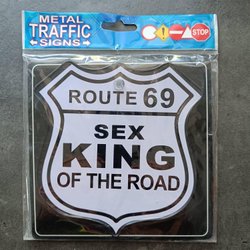 METAL
TRAFFIC
SIGNS
STOP
ROUTE 69
SEX
KING
OF THE ROAD